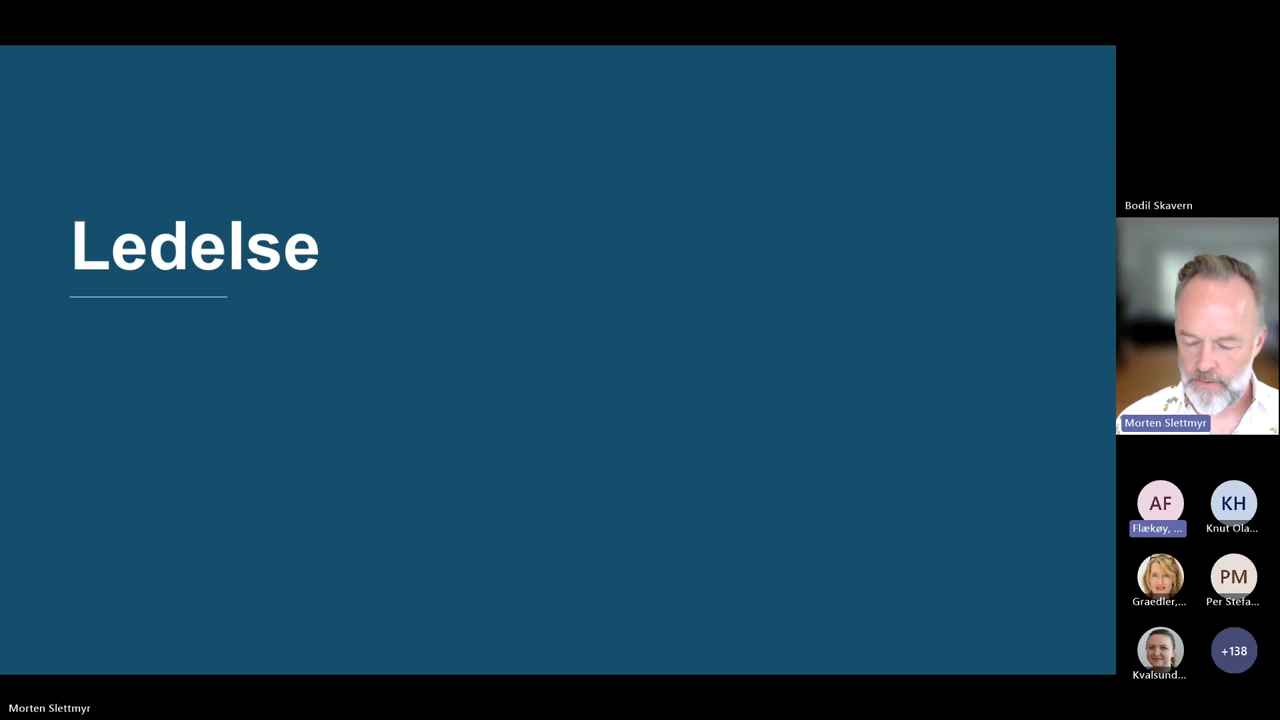 Ledelse
Bodil Skavern
Morten Slettmyr
AF
KH
Flækøy, ...
Knut Ola...
PM
Graedler,...
Per Stefa...
+138
Kvalsund...
Morten Slettmyr